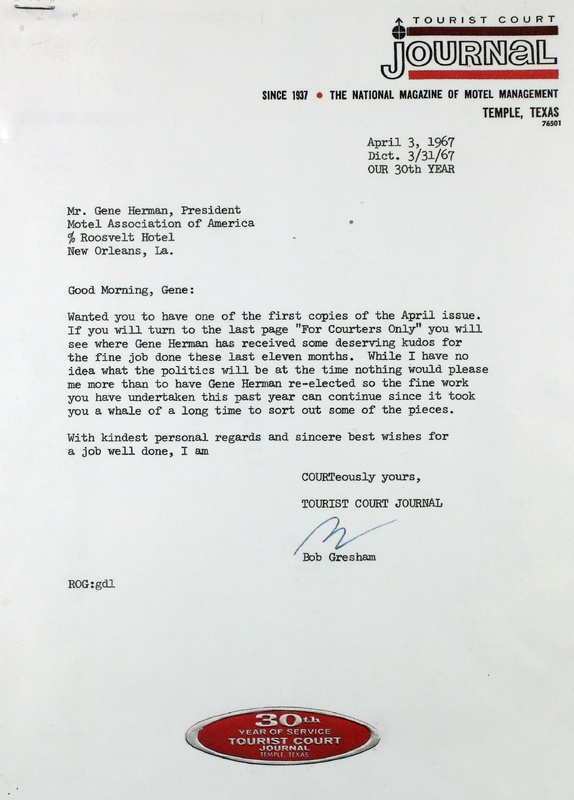 TOURIST COURT
JOURNAL
SINCE 1937 • THE NATIONAL MAGAZINE OF MOTEL MANAGEMENT
TEMPLE, TEXAS
76501
April 3, 1967
Dict. 3/31/67
OUR 30th YEAR
Mr. Gene Herman, President
Motel Association of America
% Roosvelt Hotel
New Orleans, La.
Good Morning, Gene:
Wanted you to have one of the first copies of the April issue.
If you will turn to the last page "For Courters Only" you will
see where Gene Herman has received some deserving kudos for
the fine job done these last eleven months. While I have no
idea what the politics will be at the time nothing would please
me more than to have Gene Herman re-elected so the fine work
you have undertaken this past year can continue since it took
you a whale of a long time to sort out some of the pieces.
With kindest personal regards and sincere best wishes for
a job well done, I am
COURTeously yours,
TOURIST COURT JOURNAL
Bob Gresham
ROG:gdl
30th
YEAR OF SERVICE
TOURIST COURT
JOURNAL
TEMPLE, TEXAS